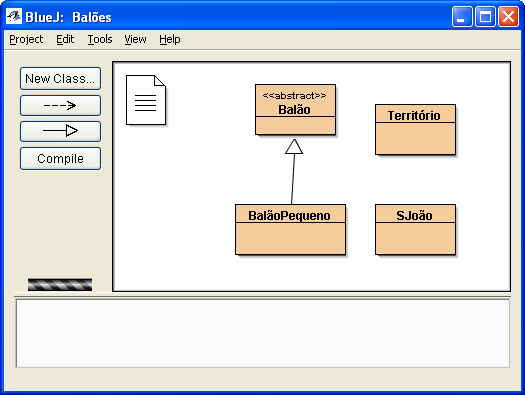 BlueJ: Balões
Project Edit Tools View Help
New Class...
Compile
<<abstract>>
Balão
Território
BalãoPequeno
SJoão